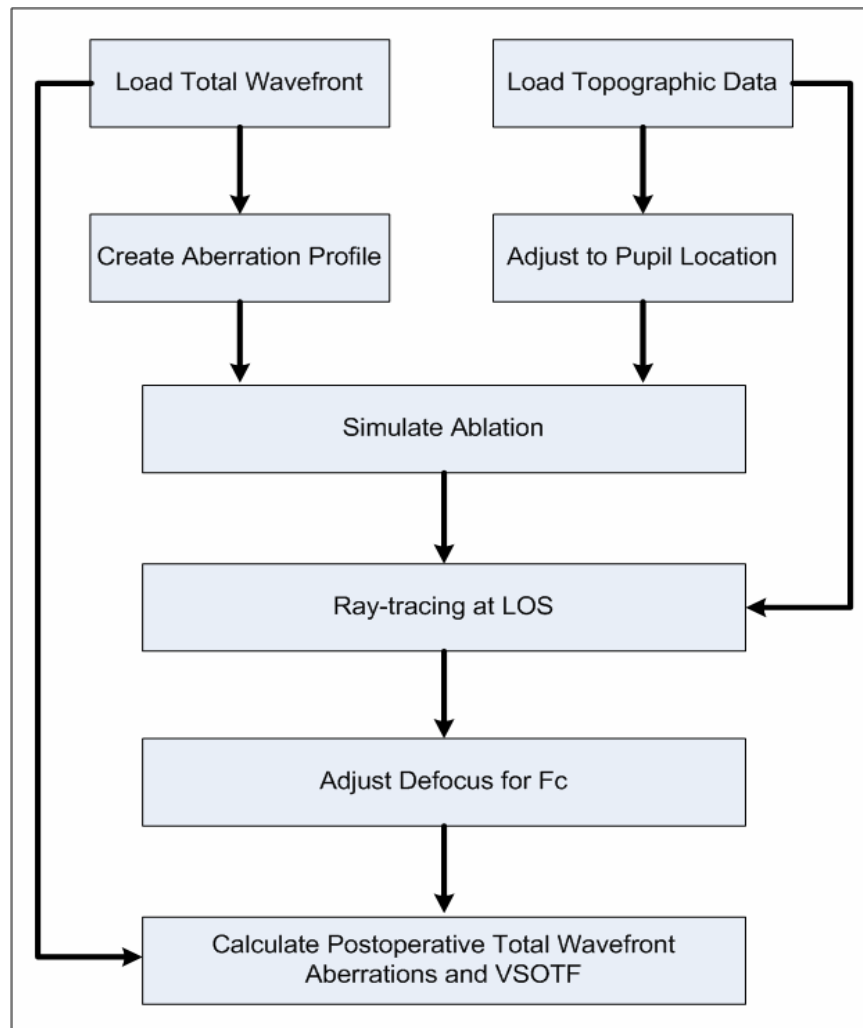 Load Total Wavefront
Load Topographic Data
Create Aberration Profile
Adjust to Pupil Location
Simulate Ablation
Ray-tracing at LOS
Adjust Defocus for Fc
Calculate Postoperative Total Wavefront
Aberrations and VSOTF